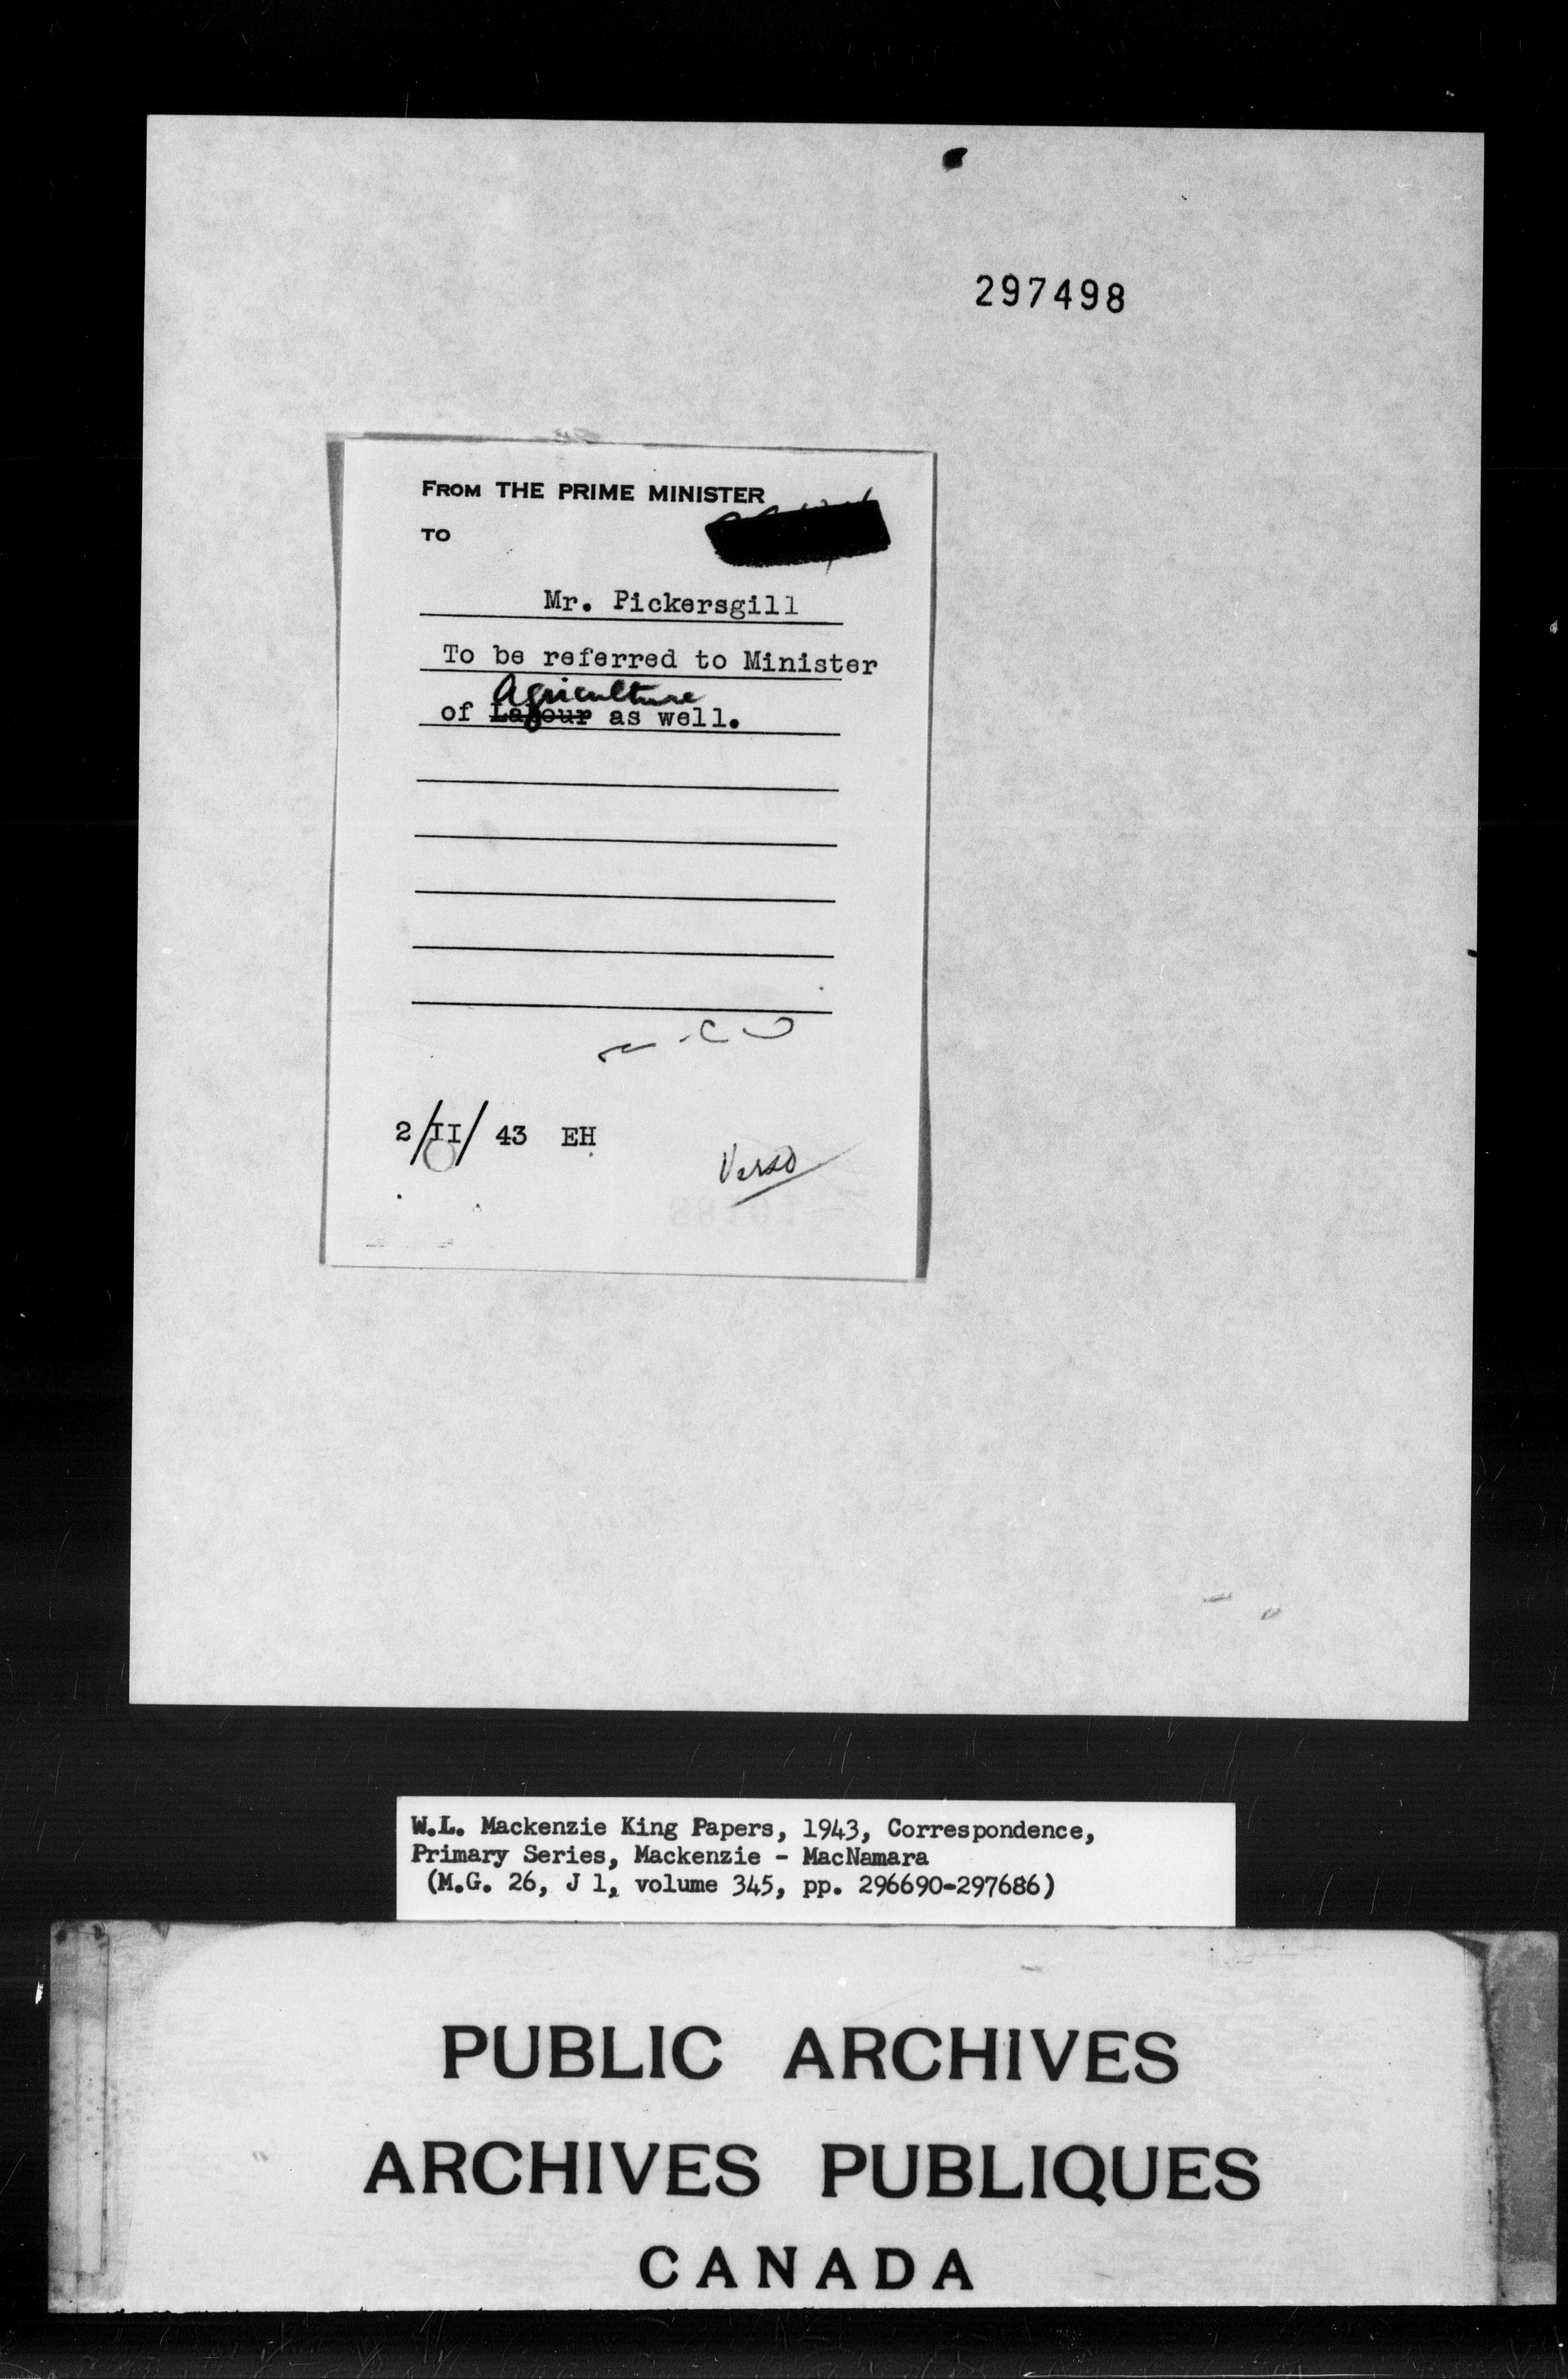 297498
FROM THE PRIME MINISTER
TO
Mr. Pickersgill
To be referred to Minister
Agriculture
of Labour as well.
2/II/ 43 EH
Verso
W.L. Mackenzie King Papers, 1943, Correspondence,
Primary Series, Mackenzie - MacNamara
(M.G. 26, J 1, volume 345, pp. 296690-297686)
PUBLIC ARCHIVES
ARCHIVES PUBLIQUES
CANADA